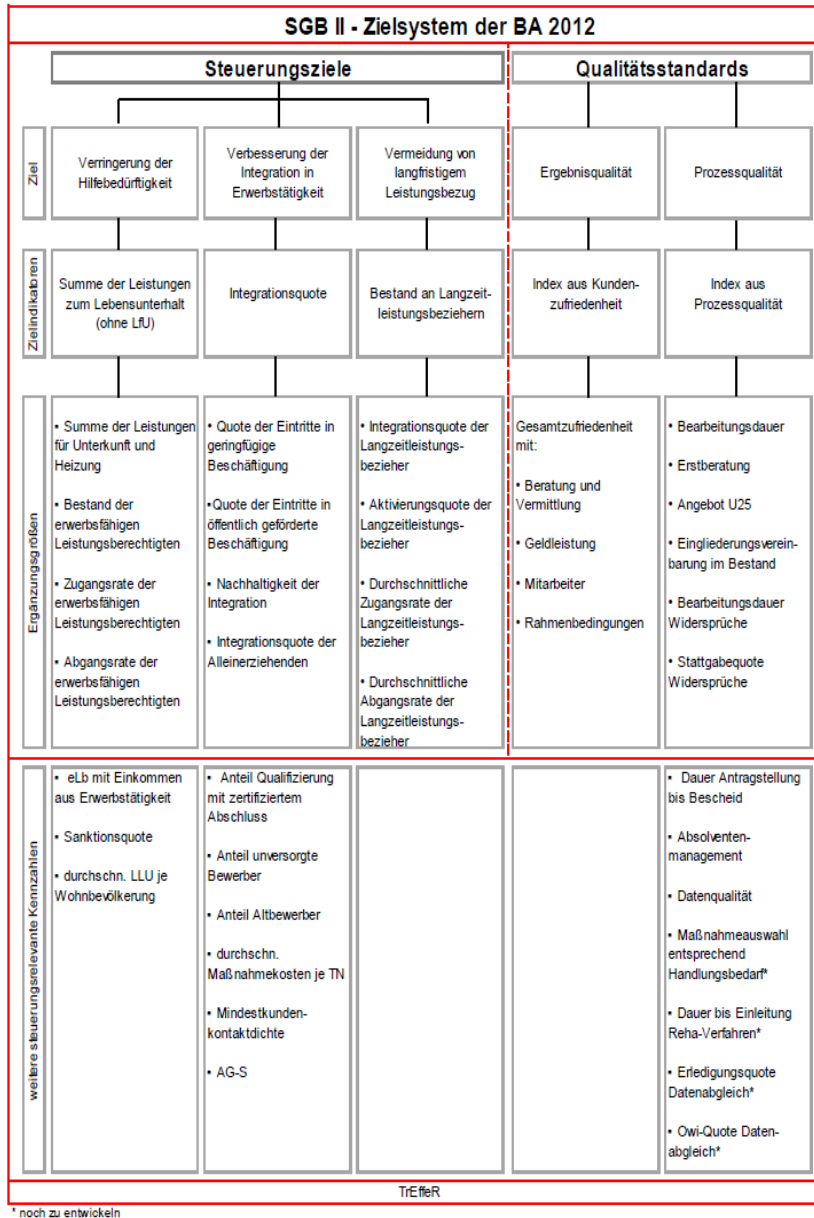 SGB II - Zielsystem der BA 2012
Steuerungsziele
Qualitätsstandards
Ziel
Verringerung der
Hilfebedürftigkeit
Verbesserung der
Integration in
Erwerbstätigkeit
Vermeidung von
langfristigem
Leistungsbezug
Ergebnisqualität
Prozessqualität
Zielindikatoren
Summe der Leistungen
zum Lebensunterhalt
(ohne LfU)
Integrationsquote
Bestand an Langzeit-
leistungsbeziehern
Index aus Kunden-
zufriedenheit
Index aus
Prozessqualität
Ergänzungsgrößen
▪ Summe der Leistungen
für Unterkunft und
Heizung
▪ Bestand der
erwerbsfähigen
Leistungsberechtigten
▪ Zugangsrate der
erwerbsfähigen
Leistungsberechtigten
▪ Abgangsrate der
erwerbsfähigen
Leistungsberechtigten
• Quote der Eintritte in
geringfügige
Beschäftigung
▪Quote der Eintritte in
öffentlich geförderte
Beschäftigung
▪ Nachhaltigkeit der
Integration
▪ Integrationsquote der
Alleinerziehenden
• Integrationsquote der
Langzeitleistungs-
bezieher
• Aktivierungsquote der
Langzeitleistungs-
bezieher
• Durchschnittliche
Zugangsrate der
Langzeitleistungs-
bezieher
• Durchschnittliche
Abgangsrate der
Langzeitleistungs-
bezieher
Gesamtzufriedenheit
mit:
• Beratung und
Vermittlung
• Geldleistung
• Mitarbeiter
• Rahmenbedingungen
▪ Bearbeitungsdauer
▪ Erstberatung
▪ Angebot U25
▪ Eingliederungsverein-
barung im Bestand
▪ Bearbeitungsdauer
Widersprüche
▪ Stattgabequote
Widersprüche
weitere steuerungsrelevante Kennzahlen
▪ eLb mit Einkommen
aus Erwerbstätigkeit
▪ Sanktionsquote
▪ durchschn. LLU je
Wohnbevölkerung
▪ Anteil Qualifizierung
mit zertifiziertem
Abschluss
▪ Anteil unversorgte
Bewerber
▪ Anteil Altbewerber
▪ durchschn.
Maßnahmekosten je TN
▪ Mindestkunden-
kontaktdichte
▪ AG-S
▪ Dauer Antragstellung
bis Bescheid
▪ Absolventen-
management
▪ Datenqualität
▪ Maßnahmeauswahl
entsprechend
Handlungsbedarf*
▪ Dauer bis Einleitung
Reha-Verfahren*
▪ Erledigungsquote
Datenabgleich*
▪ Owi-Quote Daten-
abgleich*
TrEffeR
* noch zu entwickeln